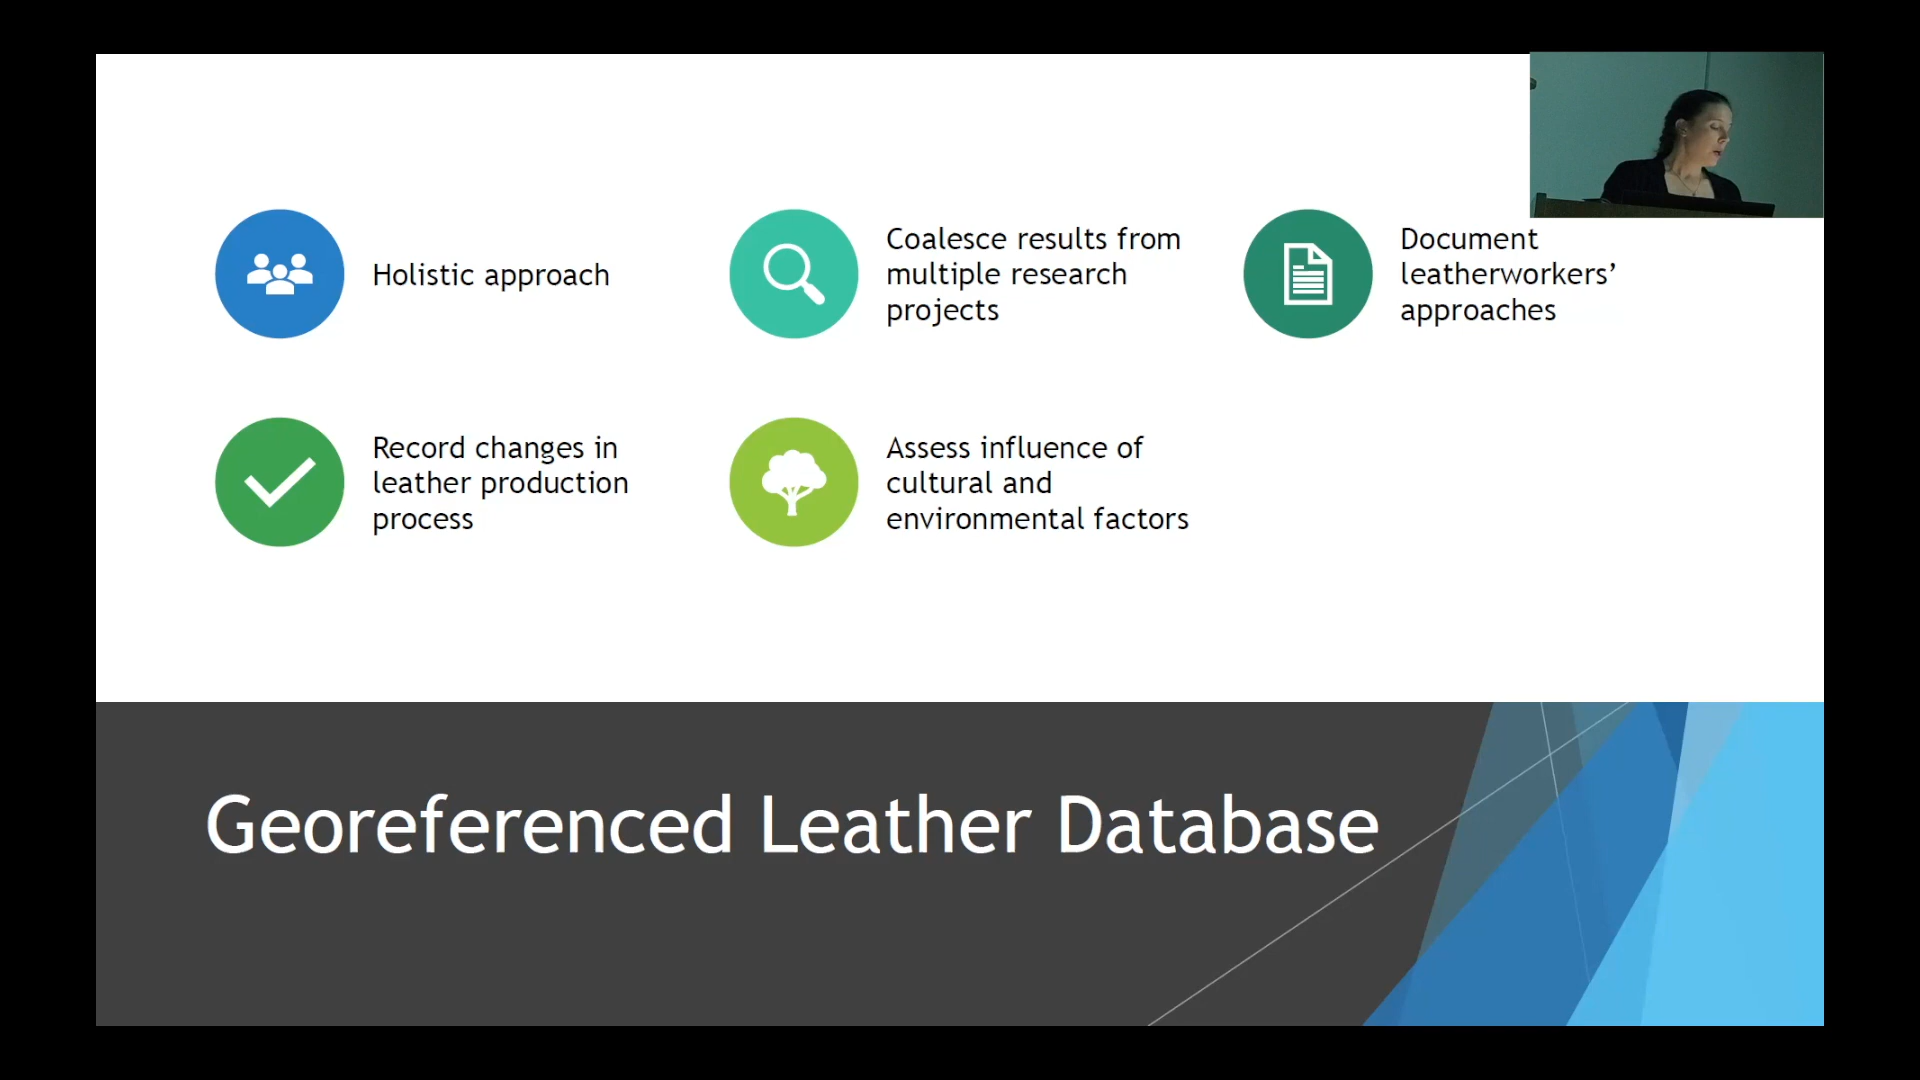 Holistic approach
Coalesce results from
multiple research
projects
Document
leatherworkers’
approaches
Record changes in
leather production
process
Assess influence of
cultural and
environmental factors
Georeferenced Leather Database